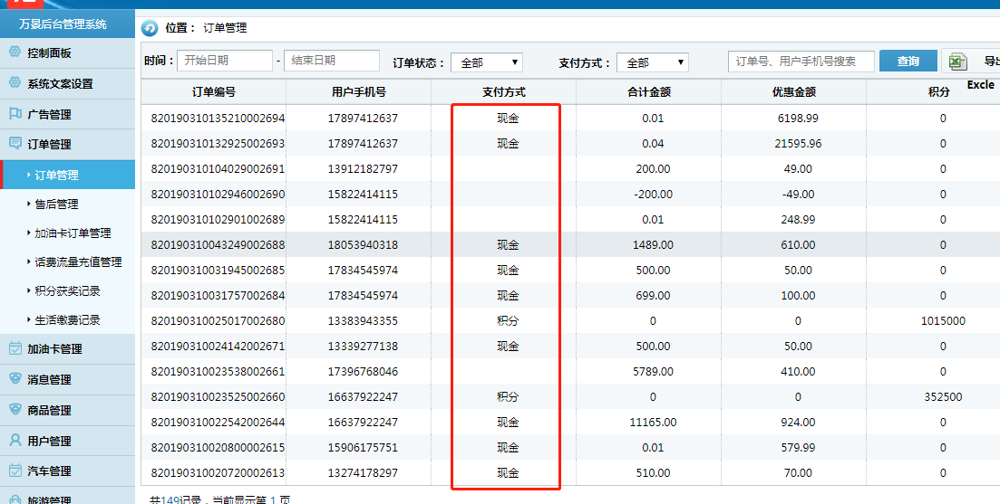 万景后台管理系统
控制面板
系统文案设置
广告管理
订单管理
订单管理
售后管理
加油卡订单管理
话费流量充值管理
积分获奖记录
生活缴费记录
加油卡管理
消息管理
商品管理
用户管理
汽车管理
旅游管理
位置： 订单管理
时间： 开始日期 - 结束日期 订单状态： 全部 支付方式： 全部 订单号、用户手机号搜索 查询 导出
Excle
订单编号 用户手机号 支付方式 合计金额 优惠金额 积分
820190310135210002694 17897412637 现金 0.01 6198.99 0
820190310132925002693 17897412637 现金 0.04 21595.96 0
820190310104029002691 13912182797 200.00 49.00 0
820190310102946002690 15822414115 -200.00 -49.00 0
820190310102901002689 15822414115 0.01 248.99 0
820190310043249002688 18053940318 现金 1489.00 610.00 0
820190310031945002685 17834545974 现金 500.00 50.00 0
820190310031757002684 17834545974 现金 699.00 100.00 0
820190310025017002680 13383943355 积分 0 0 1015000
820190310024142002671 13339277138 现金 500.00 50.00 0
820190310023538002661 17396768046 5789.00 410.00 0
820190310023525002660 16637922247 积分 0 0 352500
820190310022542002644 16637922247 现金 11165.00 924.00 0
820190310020800002615 15906175751 现金 0.01 579.99 0
820190310020720002613 13274178297 现金 510.00 70.00 0
共149记录，当前显示第 1 页